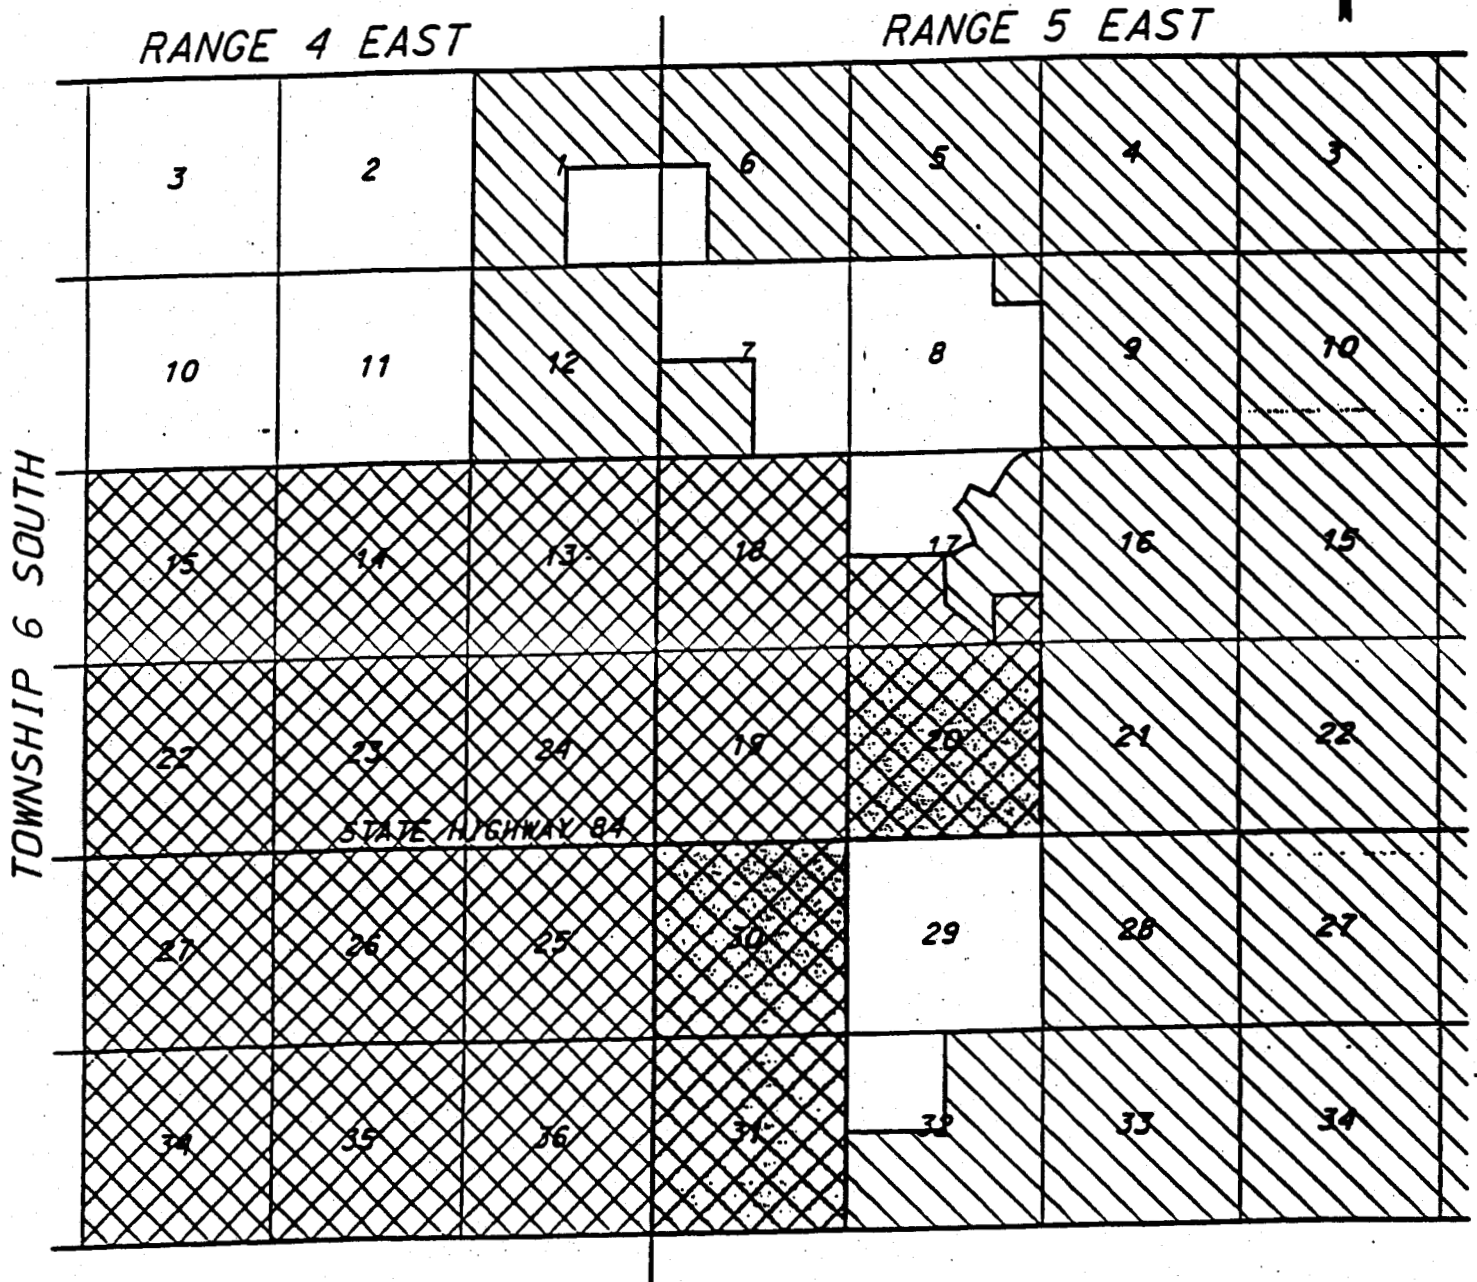 RANGE 4 EAST
RANGE 5 EAST
TOWNSHIP 6 SOUTH
3 2 1 6 5 4 3
10 11 12 7 8 9 10
15 14 13 18 17 16 15
22 23 24 19 20 21 22
STATE HIGHWAY 84
27 26 25 30 29 28 27
34 35 36 31 32 33 34